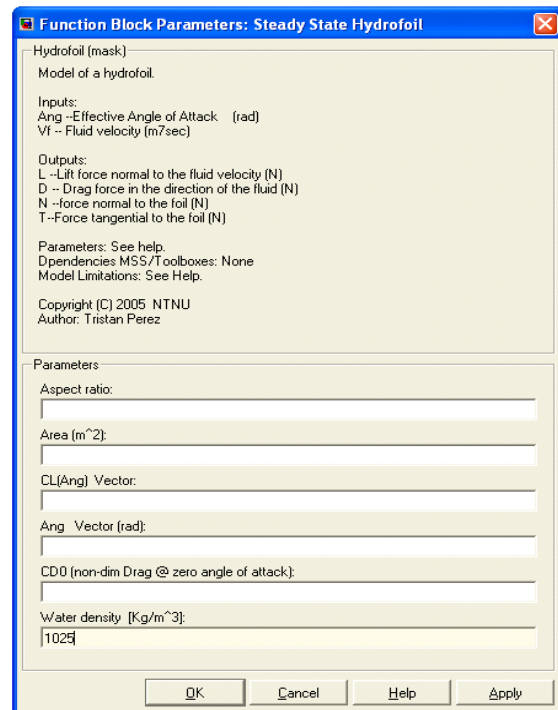 Function Block Parameters: Steady State Hydrofoil
Hydrofoil (mask)
Model of a hydrofoil.
Inputs:
Ang --Effective Angle of Attack (rad)
Vf -- Fluid velocity (m7sec)
Outputs:
L --Lift force normal to the fluid velocity (N)
D -- Drag force in the direction of the fluid (N)
N --force normal to the foil (N)
T--Force tangential to the foil (N)
Parameters: See help.
Dpendencies MSS/Toolboxes: None
Model Limitations: See Help.
Copyright (C) 2005 NTNU
Author: Tristan Perez
Parameters
Aspect ratio:
Area (m^2):
CL(Ang) Vector:
Ang Vector (rad):
CD0 (non-dim Drag @ zero angle of attack):
Water density [Kg/m^3]:
1025
OK Cancel Help Apply